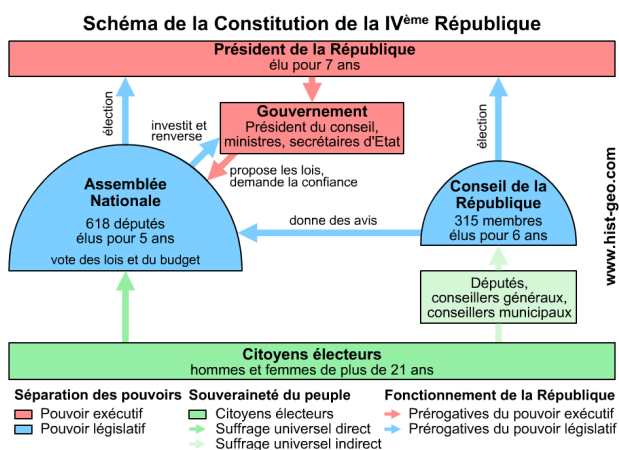 Schéma de la Constitution de la IVème République
Président de la République
élu pour 7 ans
élection
investit et
renverse
Gouvernement
Président du conseil,
ministres, secrétaires d'Etat
propose les lois,
demande la confiance
élection
Assemblée
Nationale
618 députés
élus pour 5 ans
vote des lois et du budget
donne des avis
Conseil de la
République
315 membres
élus pour 6 ans
www.hist-geo.com
Députés,
conseillers généraux,
conseillers municipaux
Citoyens électeurs
hommes et femmes de plus de 21 ans
Séparation des pouvoirs
Pouvoir exécutif
Pouvoir législatif
Souveraineté du peuple
Citoyens électeurs
Suffrage universel direct
Suffrage universel indirect
Fonctionnement de la République
Prérogatives du pouvoir exécutif
Prérogatives du pouvoir législatif